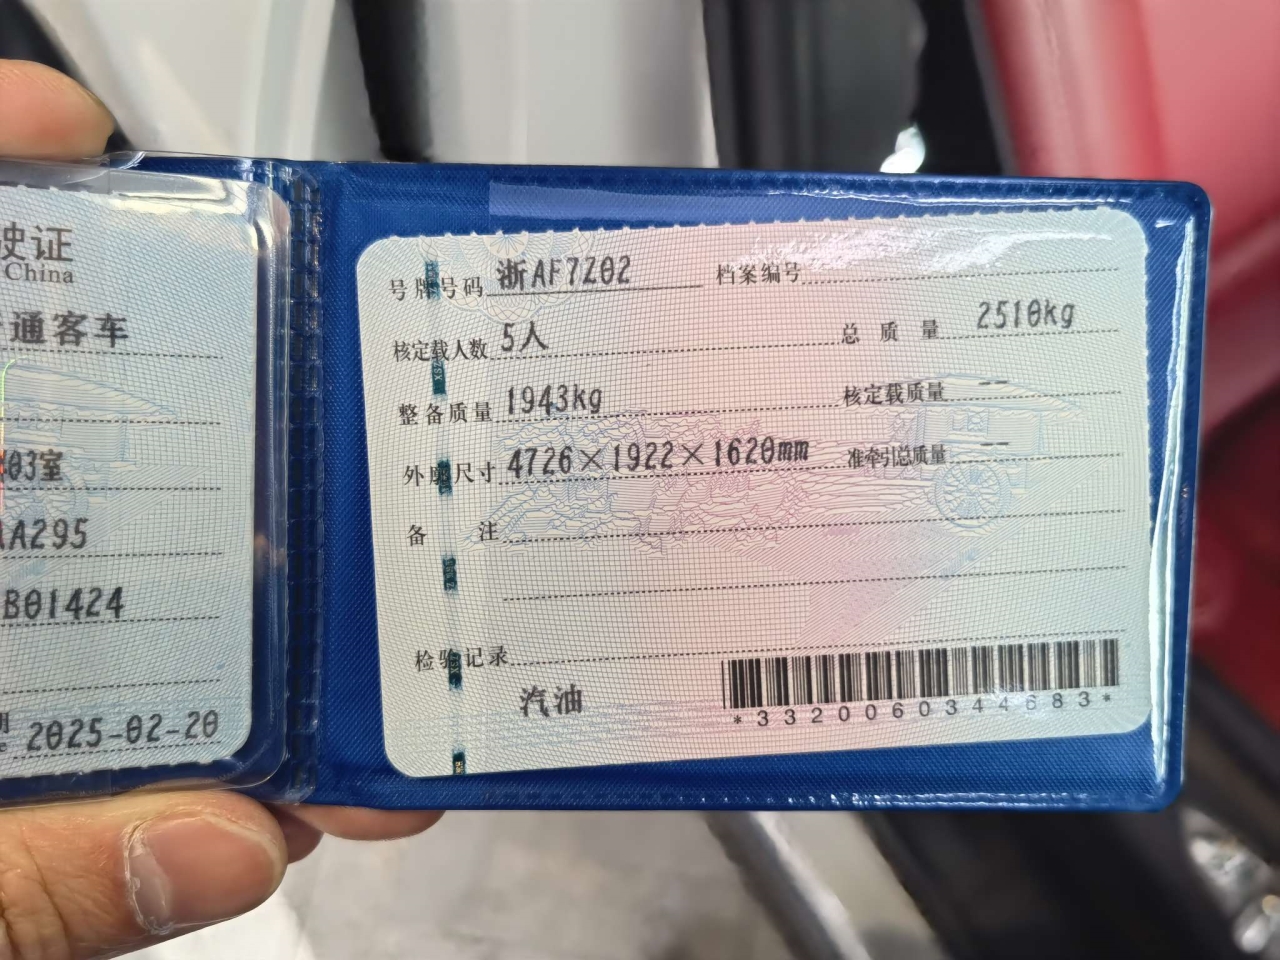 驶证
China
通客车
03室
A295
B01424
2025-02-20
号牌号码 浙AF7Z02 档案编号
核定载人数 5人 总质量 2510kg
整备质量 1943kg 核定载质量 --
外廓尺寸 4726×1922×1620mm 准牵引总质量 --
备注
检验记录
汽油
*3320060344683*